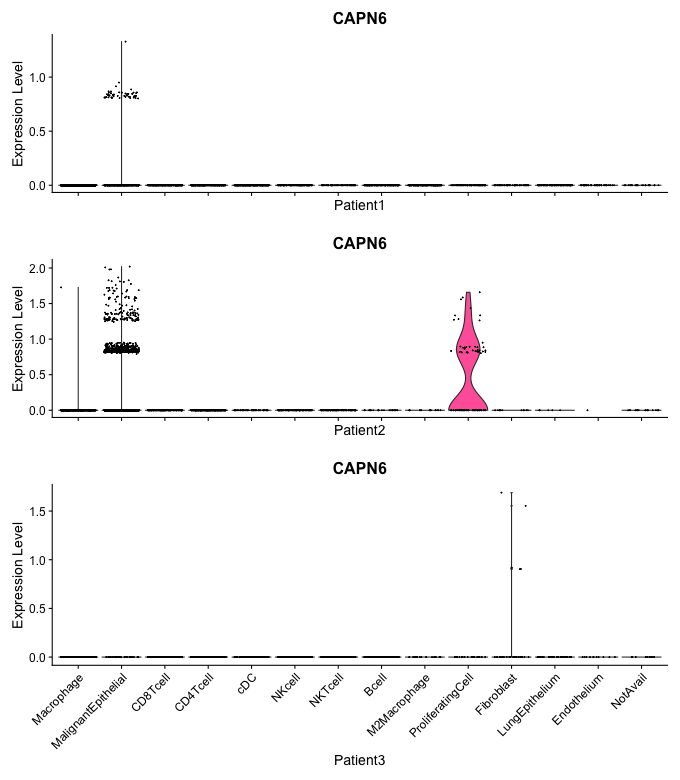 CAPN6
Expression Level
1.0
0.5
0.0
Patient1
CAPN6
Expression Level
2.0
1.5
1.0
0.5
0.0
Patient2
CAPN6
Expression Level
1.5
1.0
0.5
0.0
Macrophage
MalignantEpithelial
CD8Tcell
CD4Tcell
cDC
NKcell
NKTcell
Bcell
M2Macrophage
ProliferatingCell
Fibroblast
LungEpithelium
Endothelium
NotAvail
Patient3